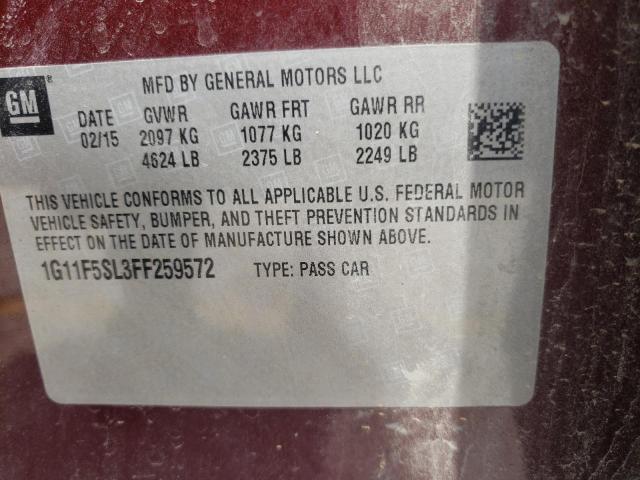 GM®
MFD BY GENERAL MOTORS LLC
DATE GVWR GAWR FRT GAWR RR
02/15 2097 KG 1077 KG 1020 KG
4624 LB 2375 LB 2249 LB
THIS VEHICLE CONFORMS TO ALL APPLICABLE U.S. FEDERAL MOTOR
VEHICLE SAFETY, BUMPER, AND THEFT PREVENTION STANDARDS IN
EFFECT ON THE DATE OF MANUFACTURE SHOWN ABOVE.
1G11F5SL3FF259572 TYPE: PASS CAR